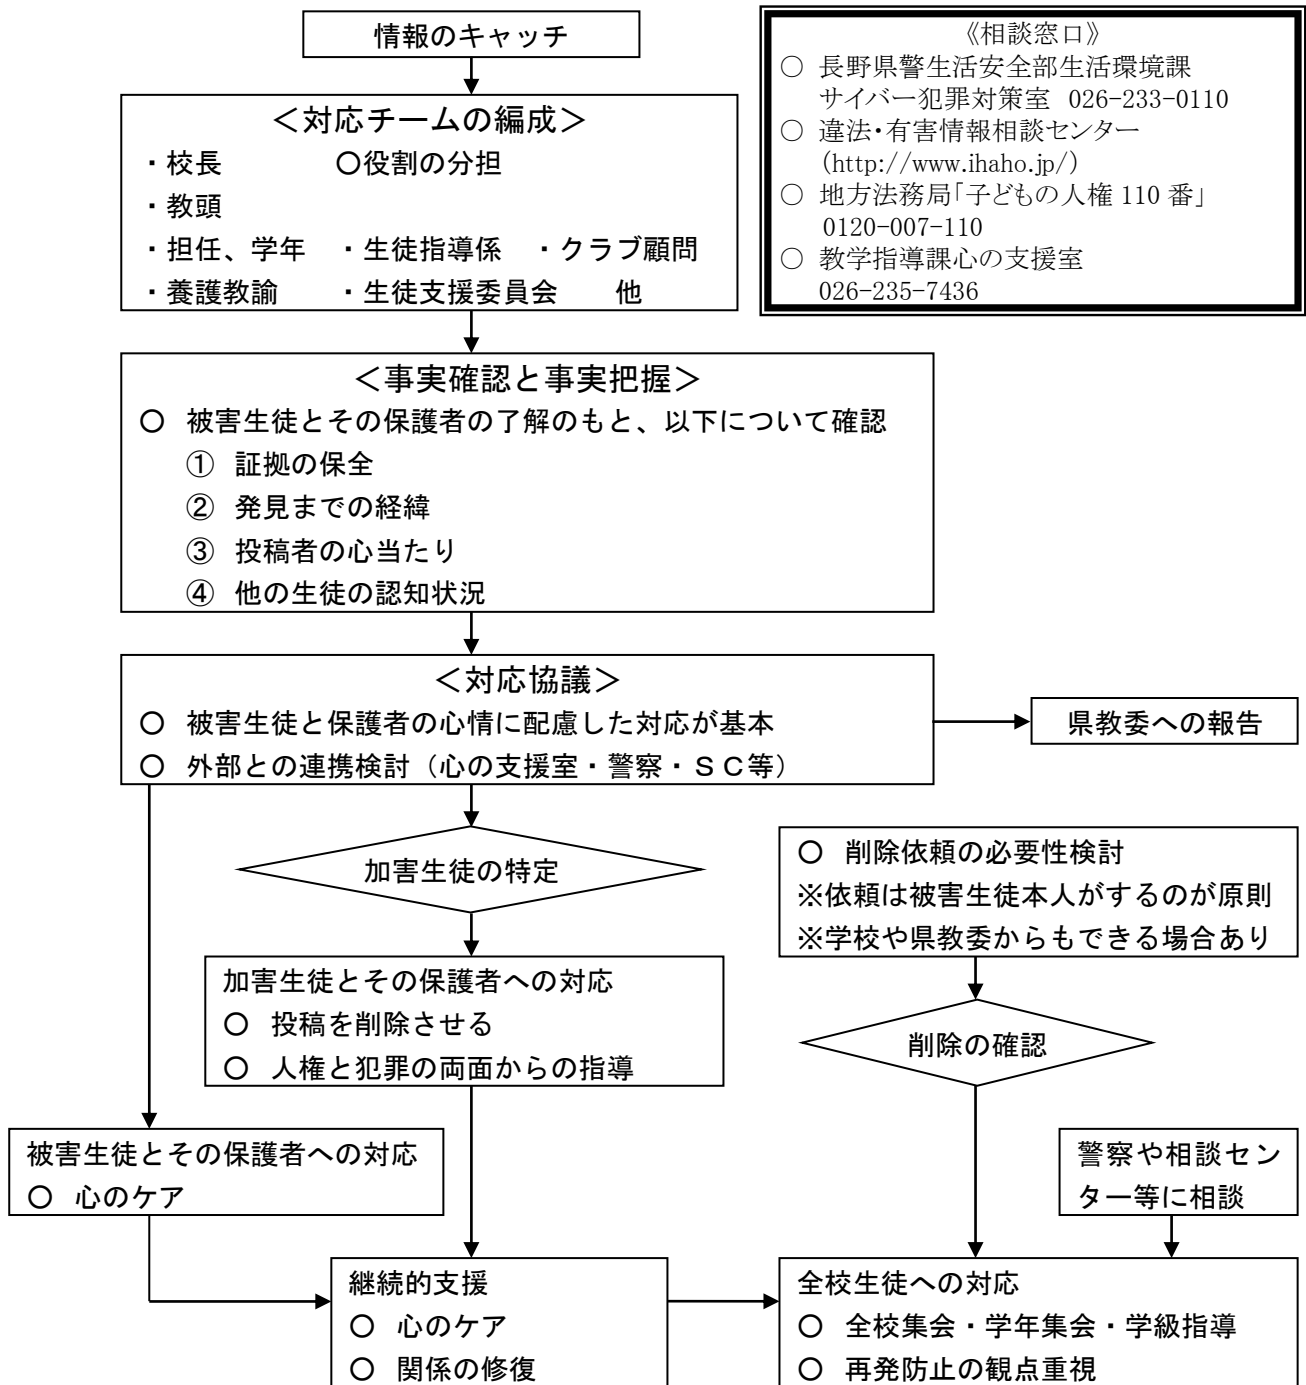 情報のキャッチ
＜対応チームの編成＞
・校長　〇役割の分担
・教頭
・担任、学年　・生徒指導係　・クラブ顧問
・養護教諭　・生徒支援委員会　他
《相談窓口》
○ 長野県警生活安全部生活環境課
サイバー犯罪対策室 026-233-0110
○ 違法・有害情報相談センター
(http://www.ihaho.jp/)
○ 地方法務局「子どもの人権 110 番」
0120-007-110
○ 教学指導課心の支援室
026-235-7436
＜事実確認と事実把握＞
〇 被害生徒とその保護者の了解のもと、以下について確認
① 証拠の保全
② 発見までの経緯
③ 投稿者の心当たり
④ 他の生徒の認知状況
＜対応協議＞
〇 被害生徒と保護者の心情に配慮した対応が基本
〇 外部との連携検討（心の支援室・警察・ＳＣ等）
県教委への報告
加害生徒の特定
〇 削除依頼の必要性検討
※依頼は被害生徒本人がするのが原則
※学校や県教委からもできる場合あり
加害生徒とその保護者への対応
〇 投稿を削除させる
〇 人権と犯罪の両面からの指導
削除の確認
被害生徒とその保護者への対応
〇 心のケア
警察や相談セン
ター等に相談
継続的支援
〇 心のケア
〇 関係の修復
全校生徒への対応
〇 全校集会・学年集会・学級指導
〇 再発防止の観点重視